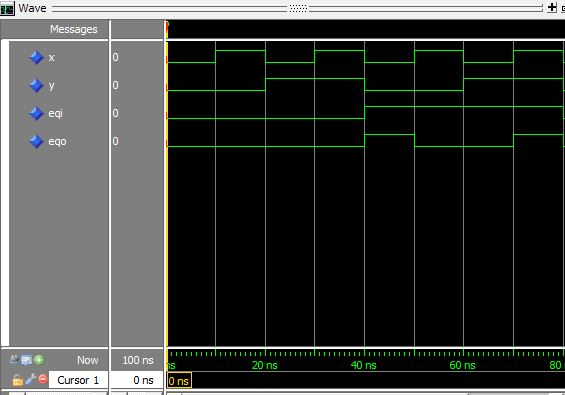 Wave
Messages
x 0
y 0
eqi 0
eqo 0
Now 100 ns
ns 20 ns 40 ns 60 ns 80
Cursor 1 0 ns 0 ns